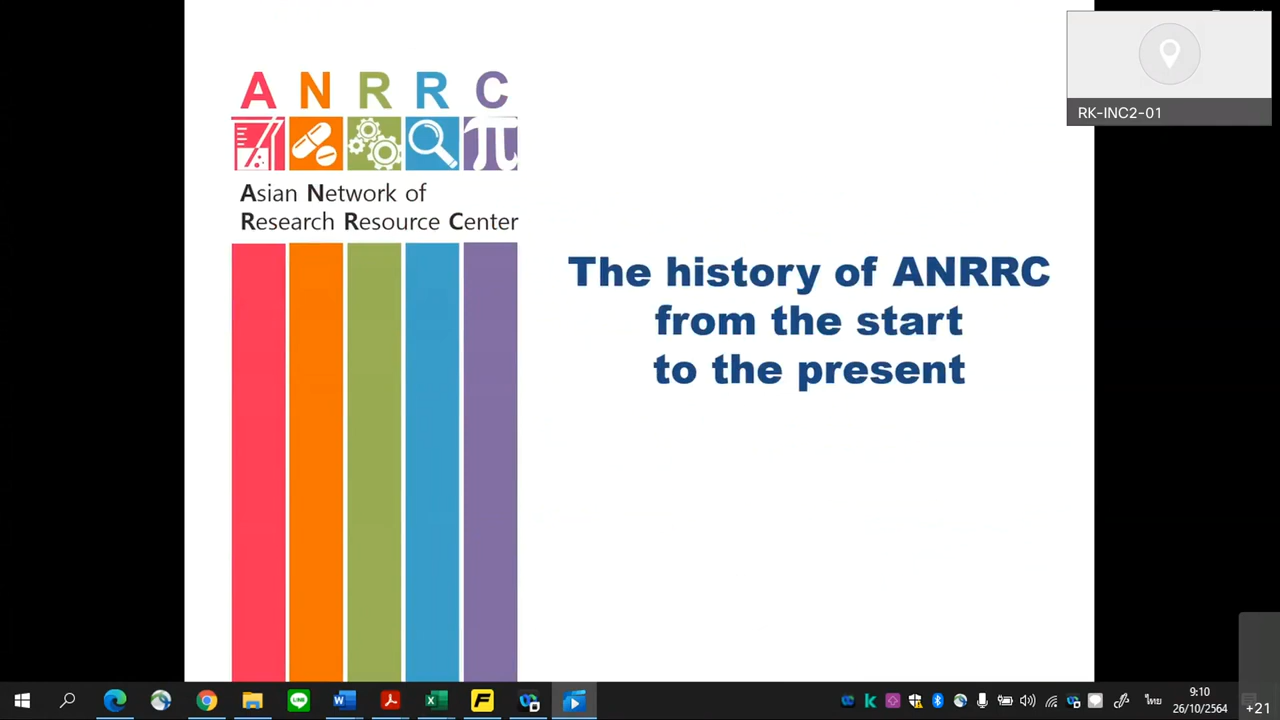 A N R R C
Asian Network of
Research Resource Center
The history of ANRRC
from the start
to the present
RK-INC2-01
ไทย
9:10
26/10/2564
+21